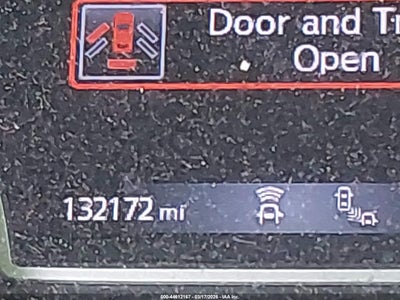 Door and Tr
Open
132172 mi